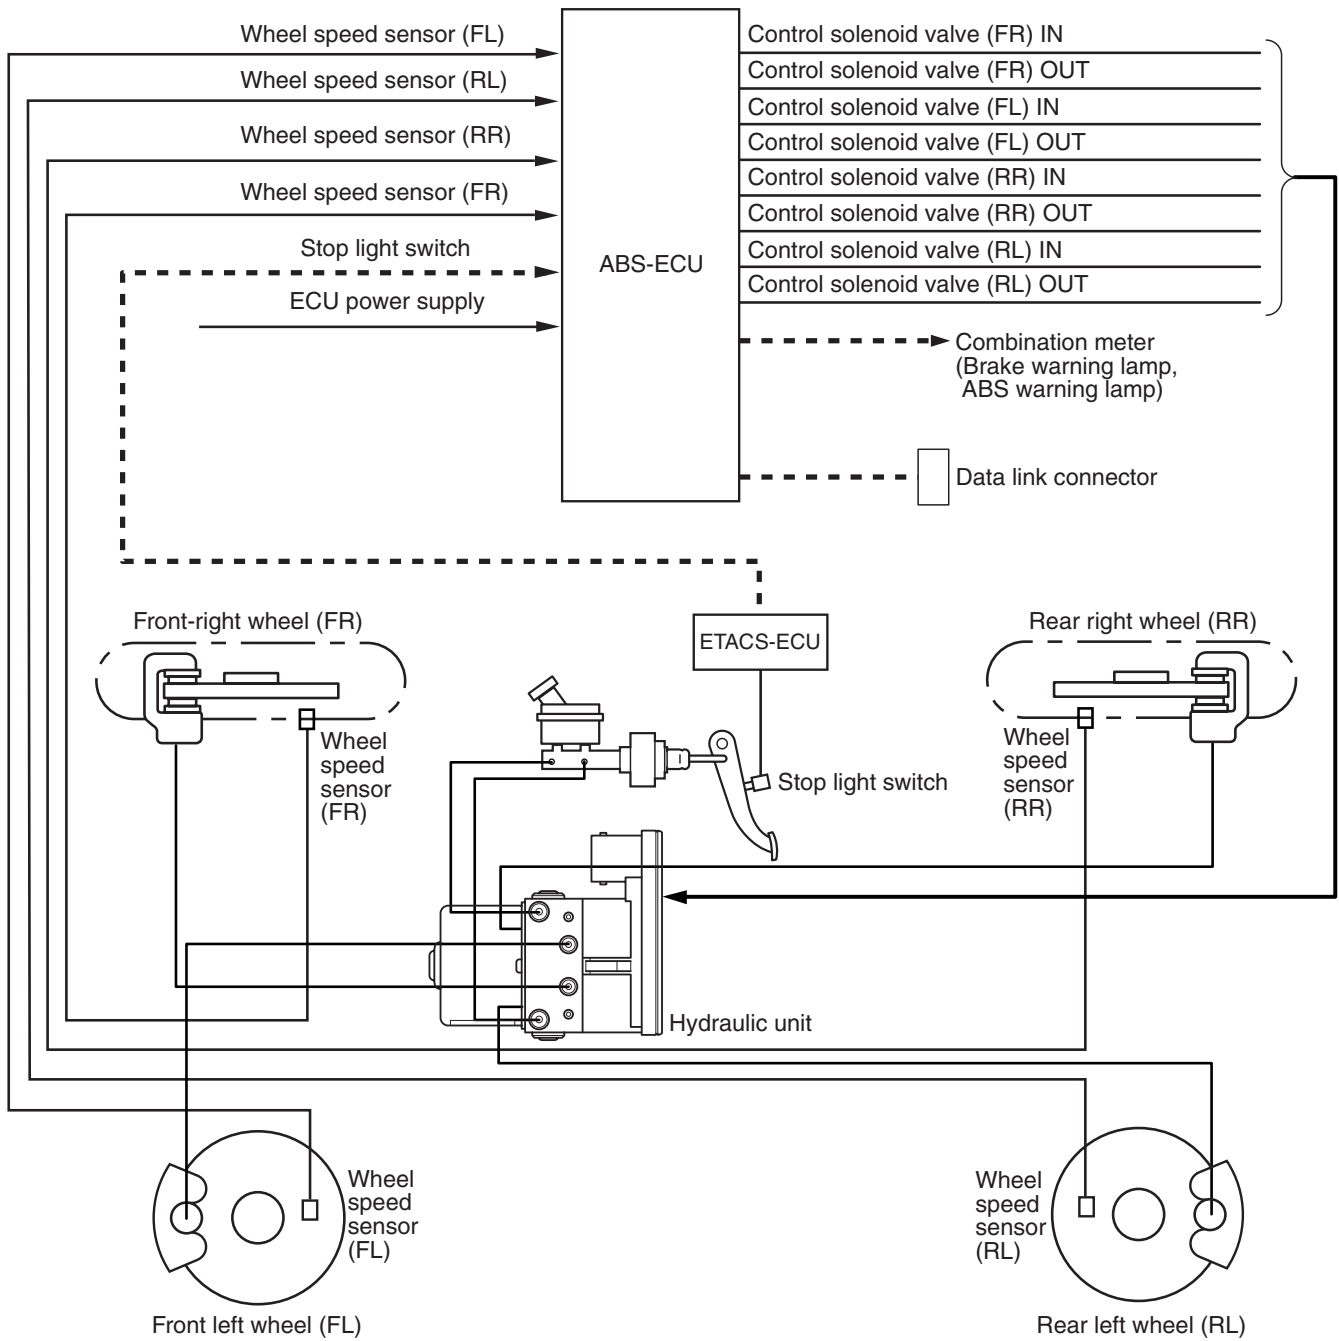 Wheel speed sensor (FL)
Wheel speed sensor (RL)
Wheel speed sensor (RR)
Wheel speed sensor (FR)
Stop light switch
ECU power supply
ABS-ECU
Control solenoid valve (FR) IN
Control solenoid valve (FR) OUT
Control solenoid valve (FL) IN
Control solenoid valve (FL) OUT
Control solenoid valve (RR) IN
Control solenoid valve (RR) OUT
Control solenoid valve (RL) IN
Control solenoid valve (RL) OUT
Combination meter
(Brake warning lamp,
ABS warning lamp)
Data link connector
Front-right wheel (FR)
ETACS-ECU
Rear right wheel (RR)
Wheel
speed
sensor
(FR)
Stop light switch
Wheel
speed
sensor
(RR)
Hydraulic unit
Wheel
speed
sensor
(FL)
Wheel
speed
sensor
(RL)
Front left wheel (FL)
Rear left wheel (RL)